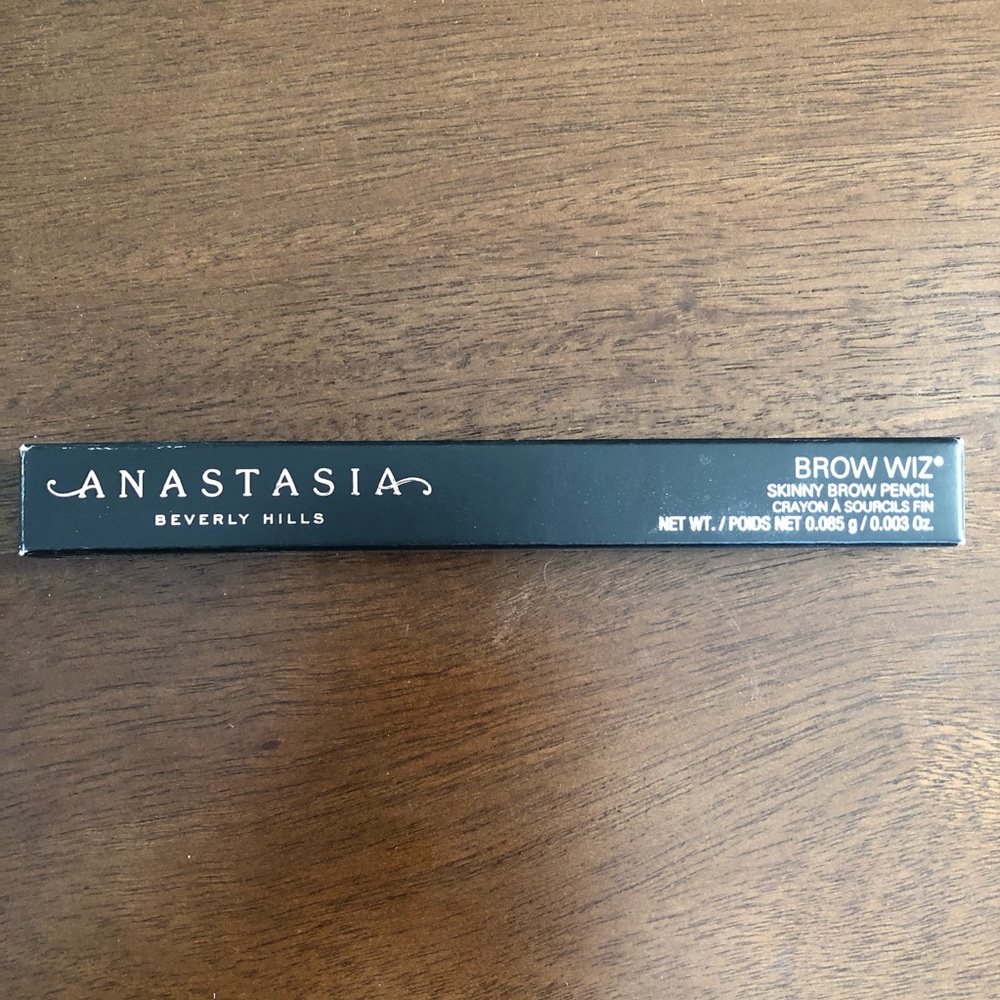 ANASTASIA
BEVERLY HILLS
BROW WIZ®
SKINNY BROW PENCIL
CRAYON À SOURCILS FIN
NET WT. / POIDS NET 0.085 g / 0.003 Oz.